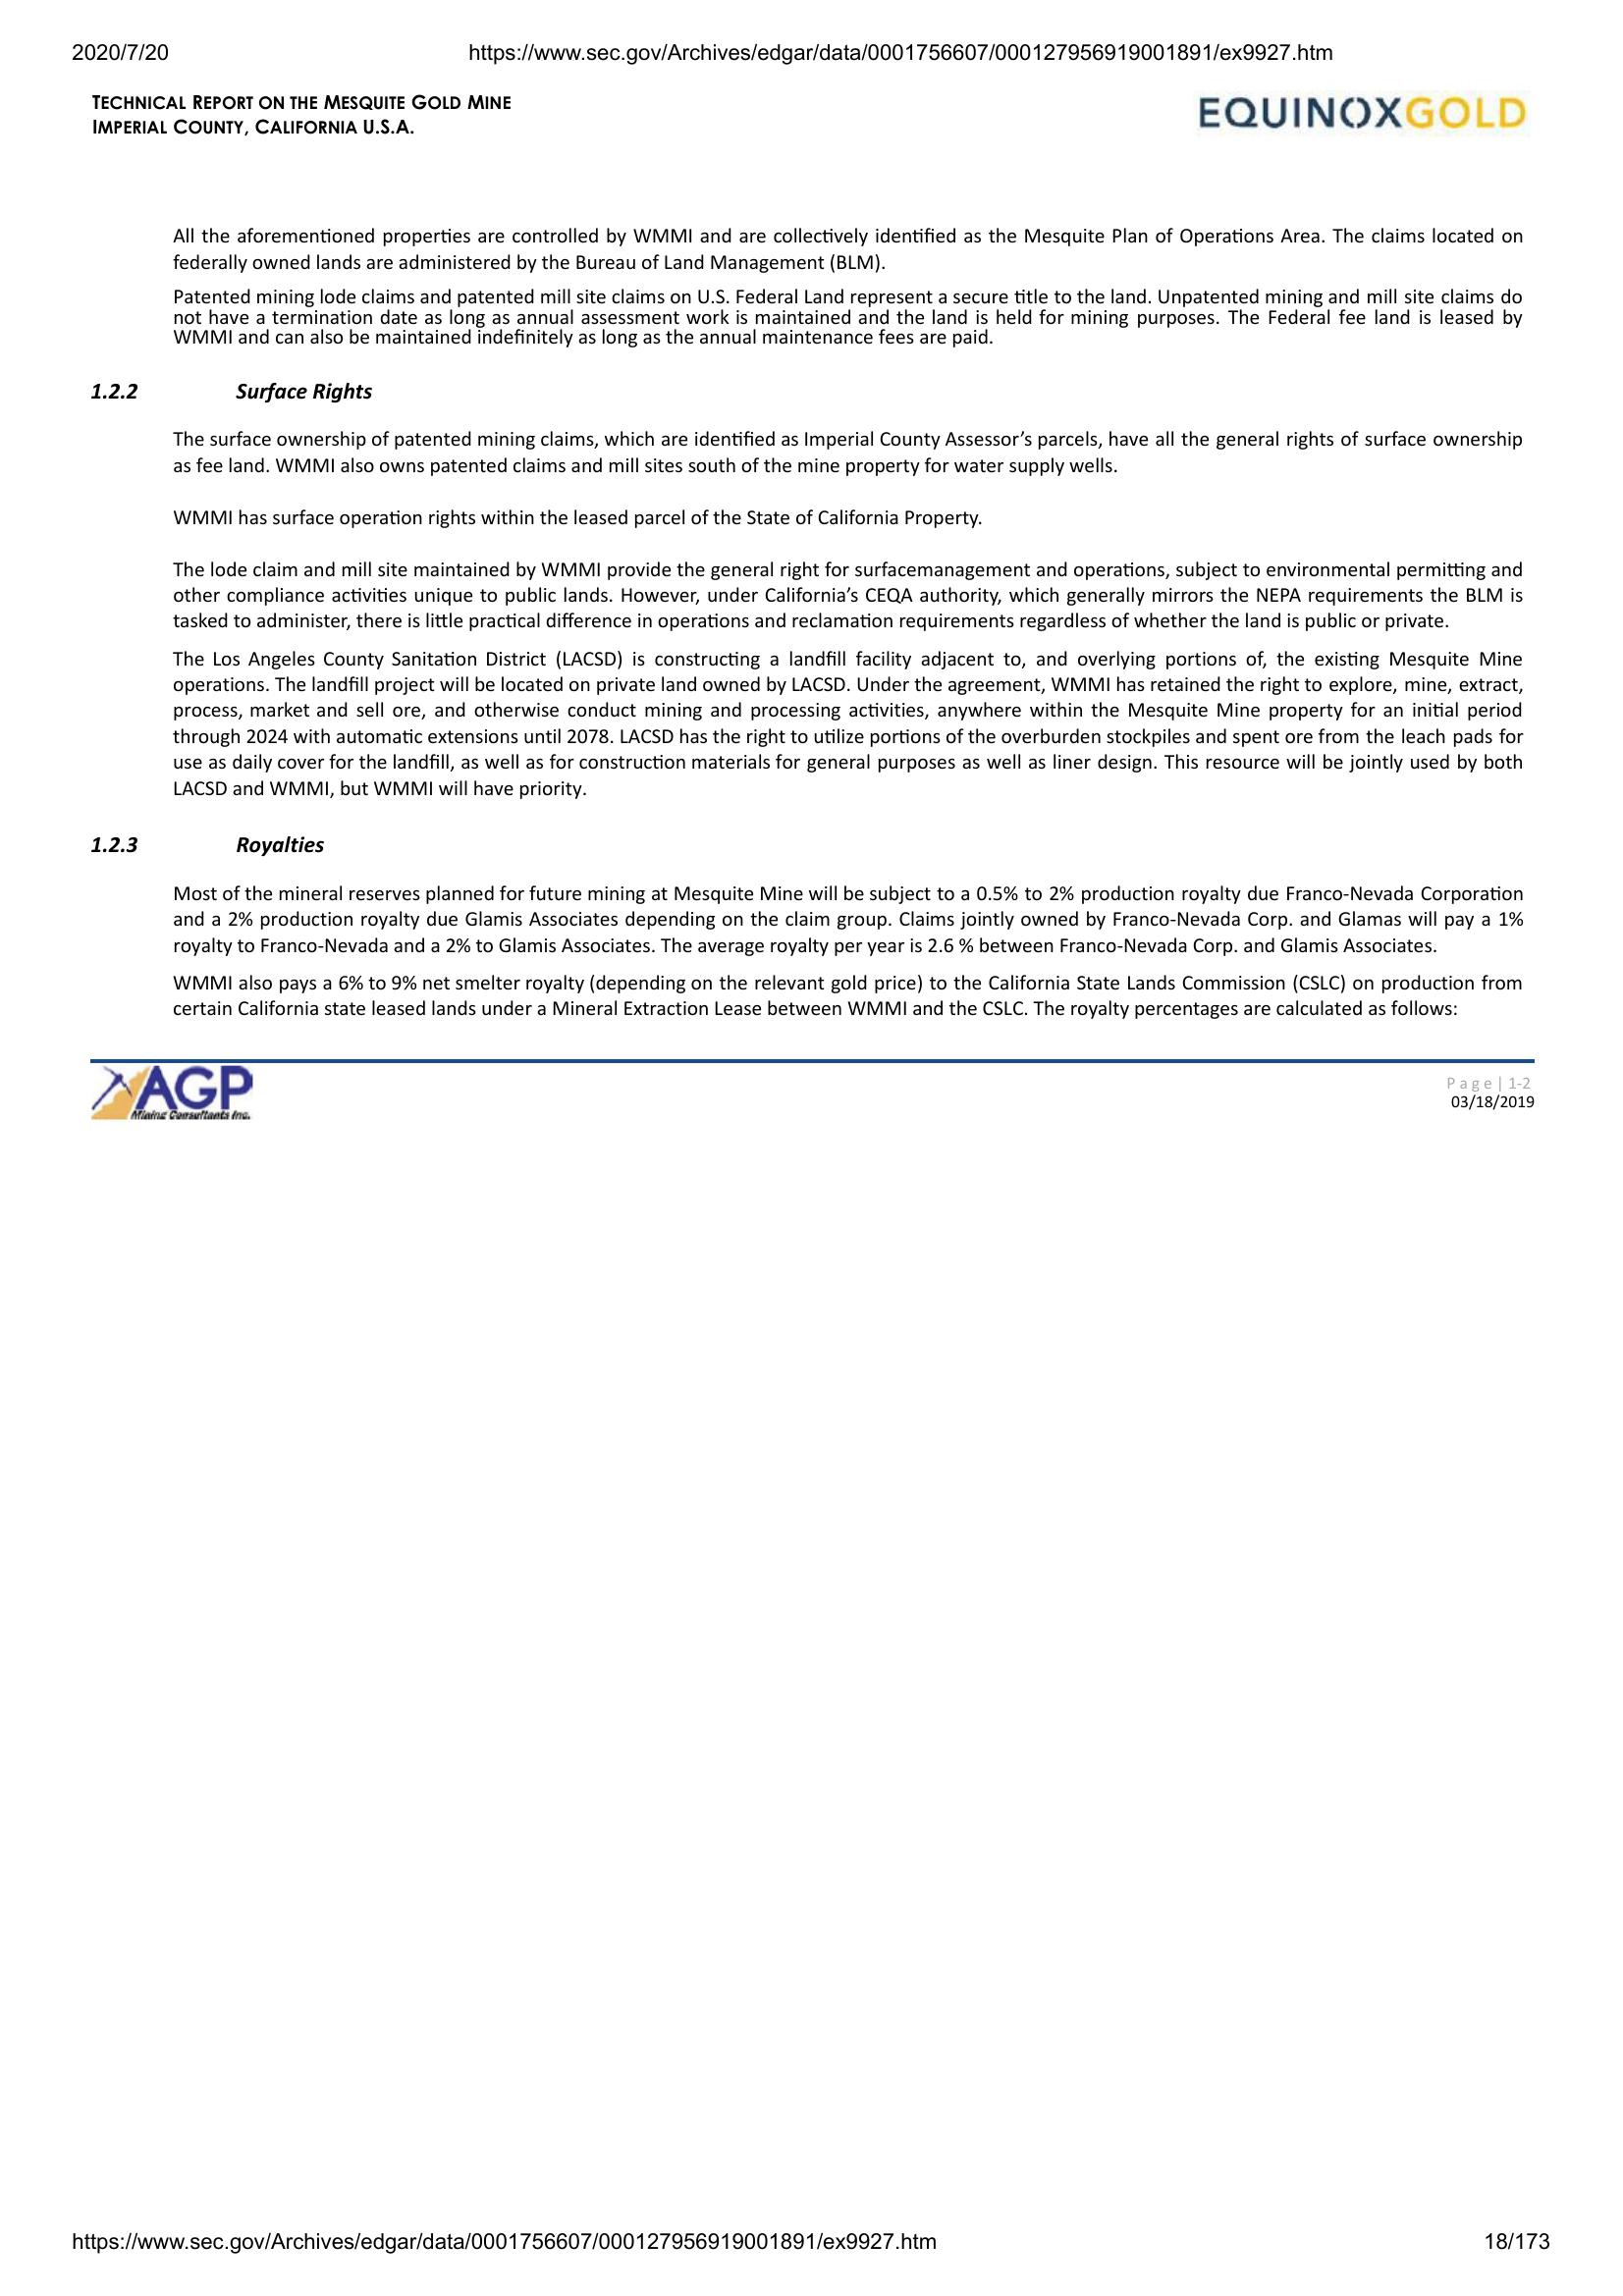 2020/7/20 https://www.sec.gov/Archives/edgar/data/0001756607/000127956919001891/ex9927.htm
TECHNICAL REPORT ON THE MESQUITE GOLD MINE
IMPERIAL COUNTY, CALIFORNIA U.S.A.
EQUINOXGOLD
All the aforementioned properties are controlled by WMMI and are collectively identified as the Mesquite Plan of Operations Area. The claims located on
federally owned lands are administered by the Bureau of Land Management (BLM).
Patented mining lode claims and patented mill site claims on U.S. Federal Land represent a secure title to the land. Unpatented mining and mill site claims do
not have a termination date as long as annual assessment work is maintained and the land is held for mining purposes. The Federal fee land is leased by
WMMI and can also be maintained indefinitely as long as the annual maintenance fees are paid.
1.2.2 Surface Rights
The surface ownership of patented mining claims, which are identified as Imperial County Assessor’s parcels, have all the general rights of surface ownership
as fee land. WMMI also owns patented claims and mill sites south of the mine property for water supply wells.
WMMI has surface operation rights within the leased parcel of the State of California Property.
The lode claim and mill site maintained by WMMI provide the general right for surfacemanagement and operations, subject to environmental permitting and
other compliance activities unique to public lands. However, under California’s CEQA authority, which generally mirrors the NEPA requirements the BLM is
tasked to administer, there is little practical difference in operations and reclamation requirements regardless of whether the land is public or private.
The Los Angeles County Sanitation District (LACSD) is constructing a landfill facility adjacent to, and overlying portions of, the existing Mesquite Mine
operations. The landfill project will be located on private land owned by LACSD. Under the agreement, WMMI has retained the right to explore, mine, extract,
process, market and sell ore, and otherwise conduct mining and processing activities, anywhere within the Mesquite Mine property for an initial period
through 2024 with automatic extensions until 2078. LACSD has the right to utilize portions of the overburden stockpiles and spent ore from the leach pads for
use as daily cover for the landfill, as well as for construction materials for general purposes as well as liner design. This resource will be jointly used by both
LACSD and WMMI, but WMMI will have priority.
1.2.3 Royalties
Most of the mineral reserves planned for future mining at Mesquite Mine will be subject to a 0.5% to 2% production royalty due Franco-Nevada Corporation
and a 2% production royalty due Glamis Associates depending on the claim group. Claims jointly owned by Franco-Nevada Corp. and Glamas will pay a 1%
royalty to Franco-Nevada and a 2% to Glamis Associates. The average royalty per year is 2.6 % between Franco-Nevada Corp. and Glamis Associates.
WMMI also pays a 6% to 9% net smelter royalty (depending on the relevant gold price) to the California State Lands Commission (CSLC) on production from
certain California state leased lands under a Mineral Extraction Lease between WMMI and the CSLC. The royalty percentages are calculated as follows:
AGP
Mining Consultants Inc.
Page | 1-2
03/18/2019
https://www.sec.gov/Archives/edgar/data/0001756607/000127956919001891/ex9927.htm 18/173